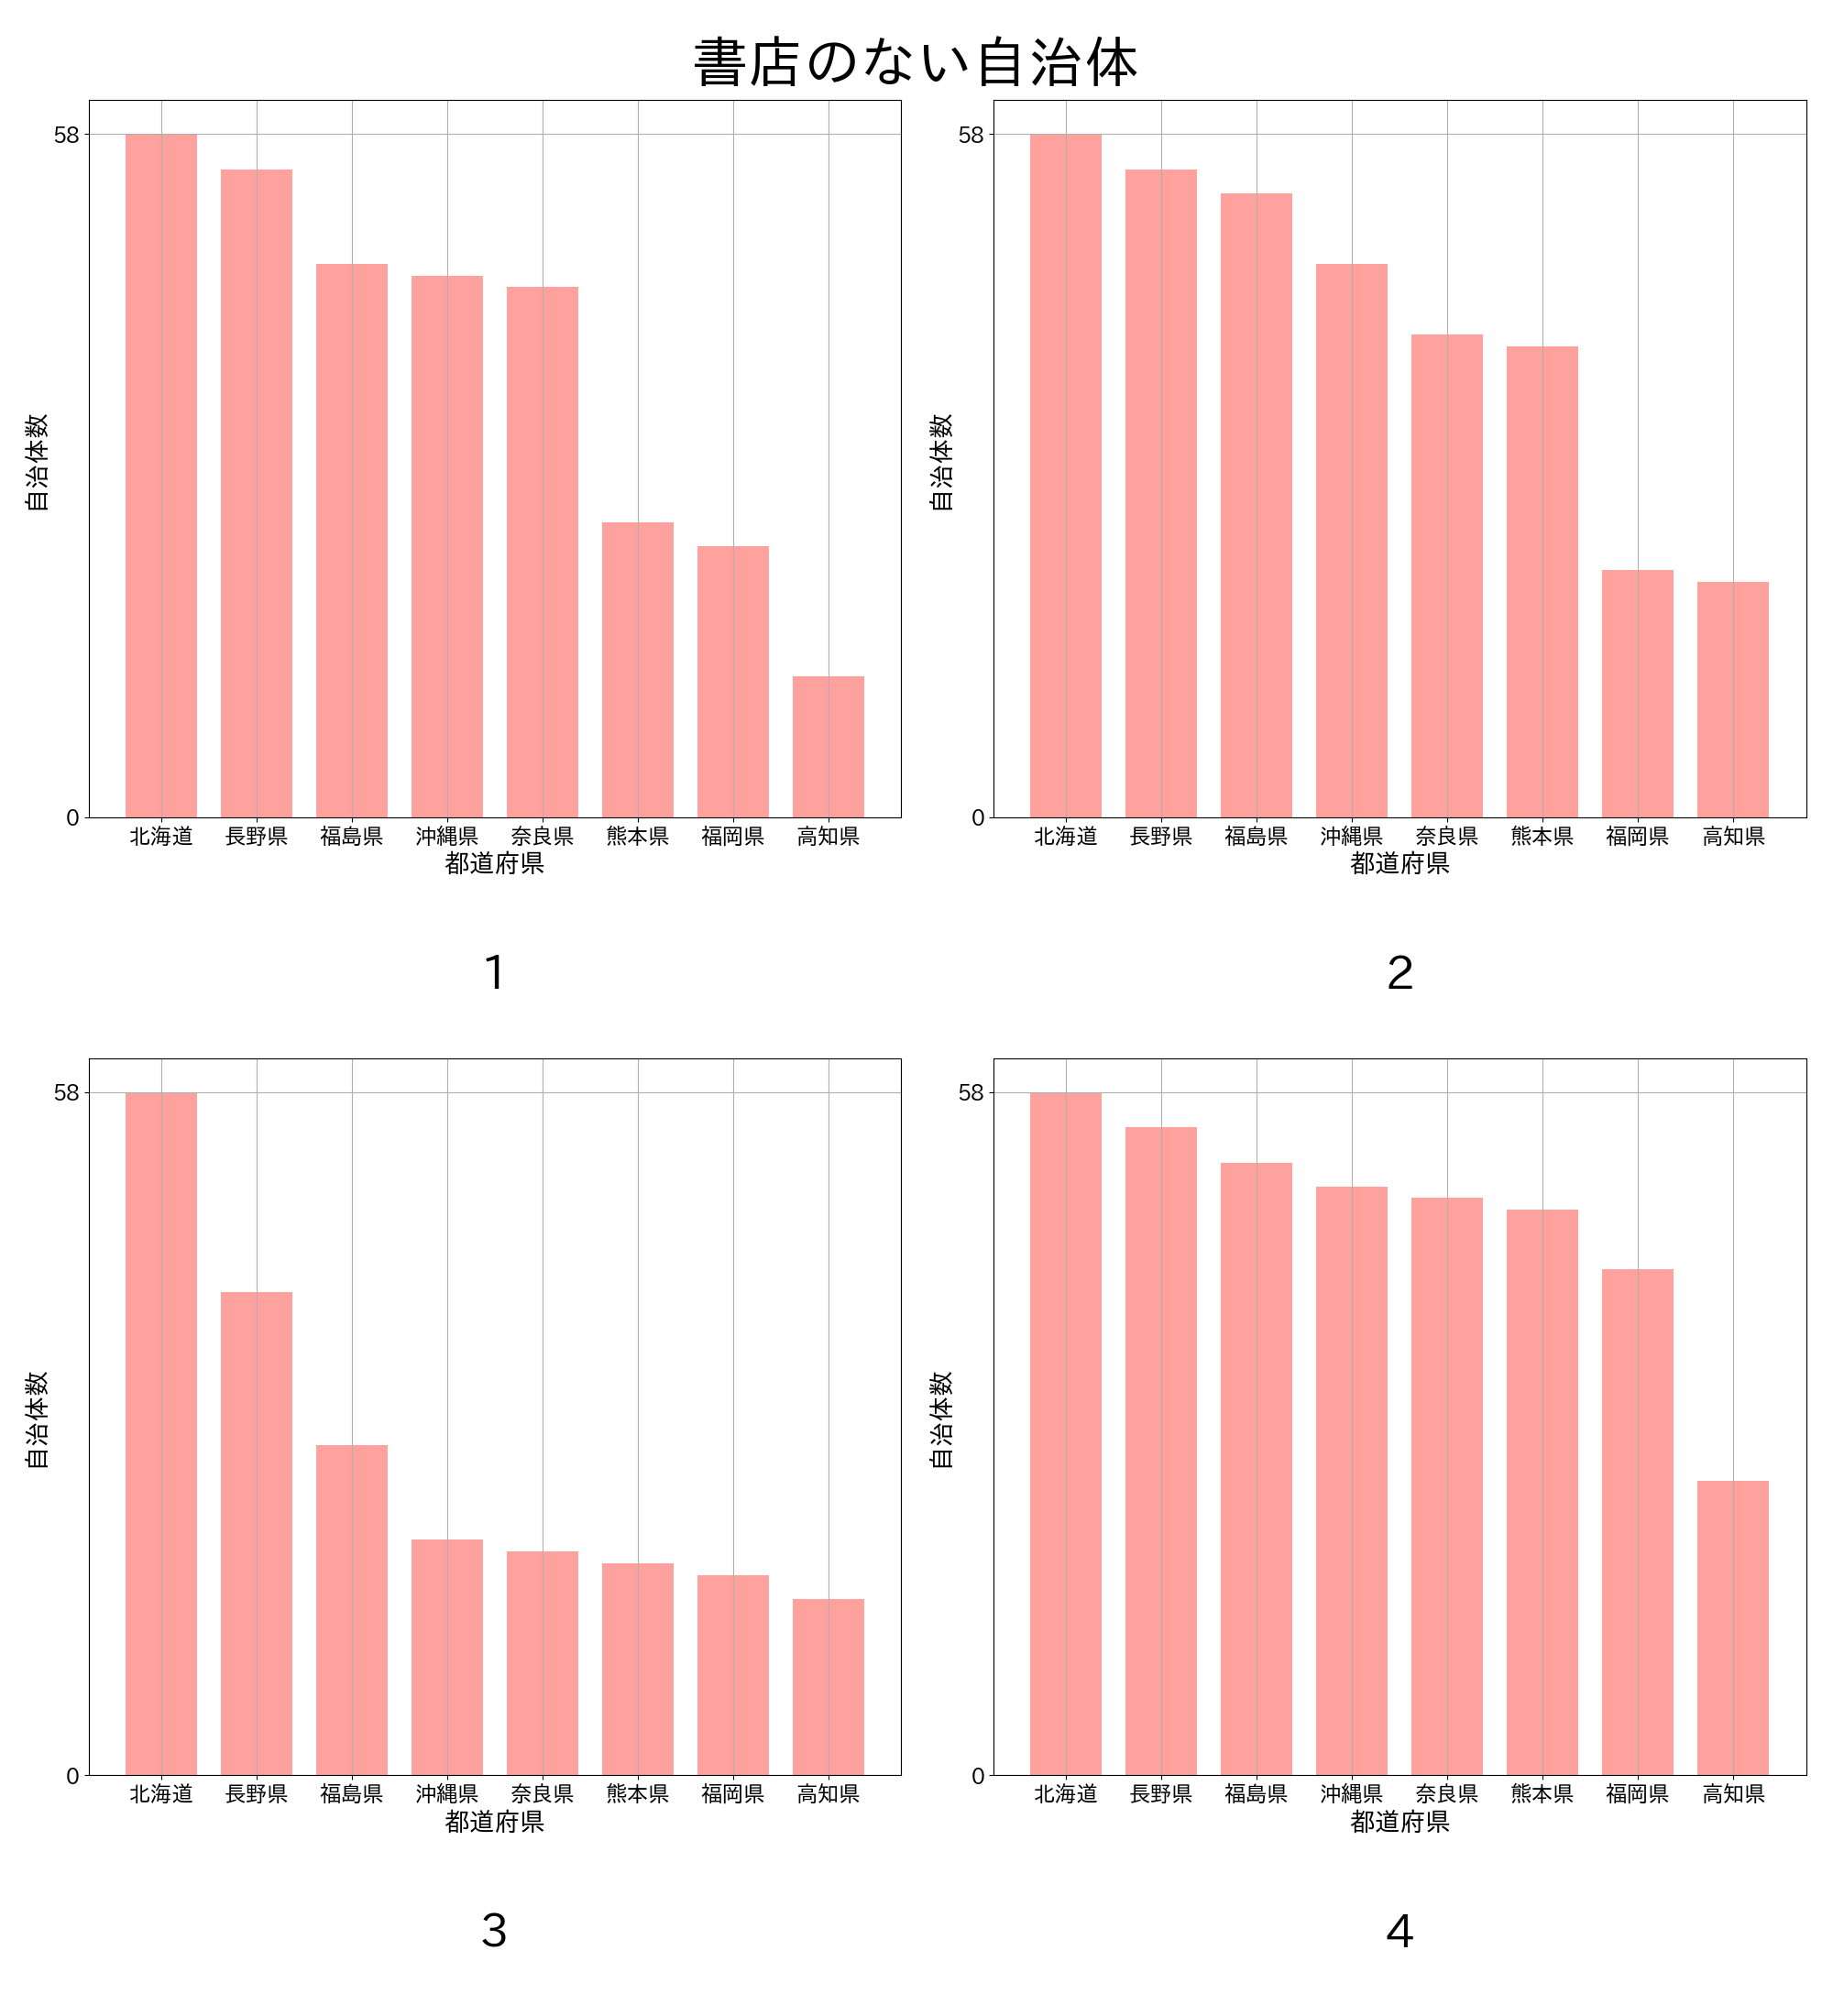 書店のない自治体
58
0
自治体数
北海道 長野県 福島県 沖縄県 奈良県 熊本県 福岡県 高知県
都道府県
1
58
0
自治体数
北海道 長野県 福島県 沖縄県 奈良県 熊本県 福岡県 高知県
都道府県
2
58
0
自治体数
北海道 長野県 福島県 沖縄県 奈良県 熊本県 福岡県 高知県
都道府県
3
58
0
自治体数
北海道 長野県 福島県 沖縄県 奈良県 熊本県 福岡県 高知県
都道府県
4